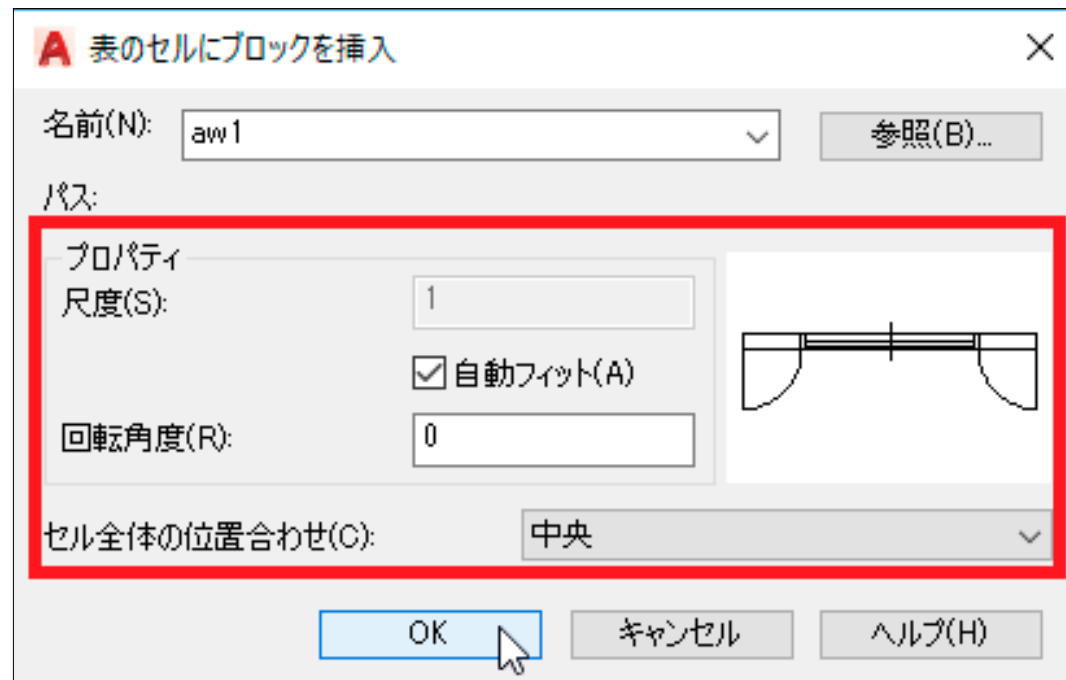 表のセルにブロックを挿入
名前(N): aw1 参照(B)...
パス:
プロパティ
尺度(S): 1
自動フィット(A)
回転角度(R): 0
セル全体の位置合わせ(C): 中央
OK キャンセル ヘルプ(H)